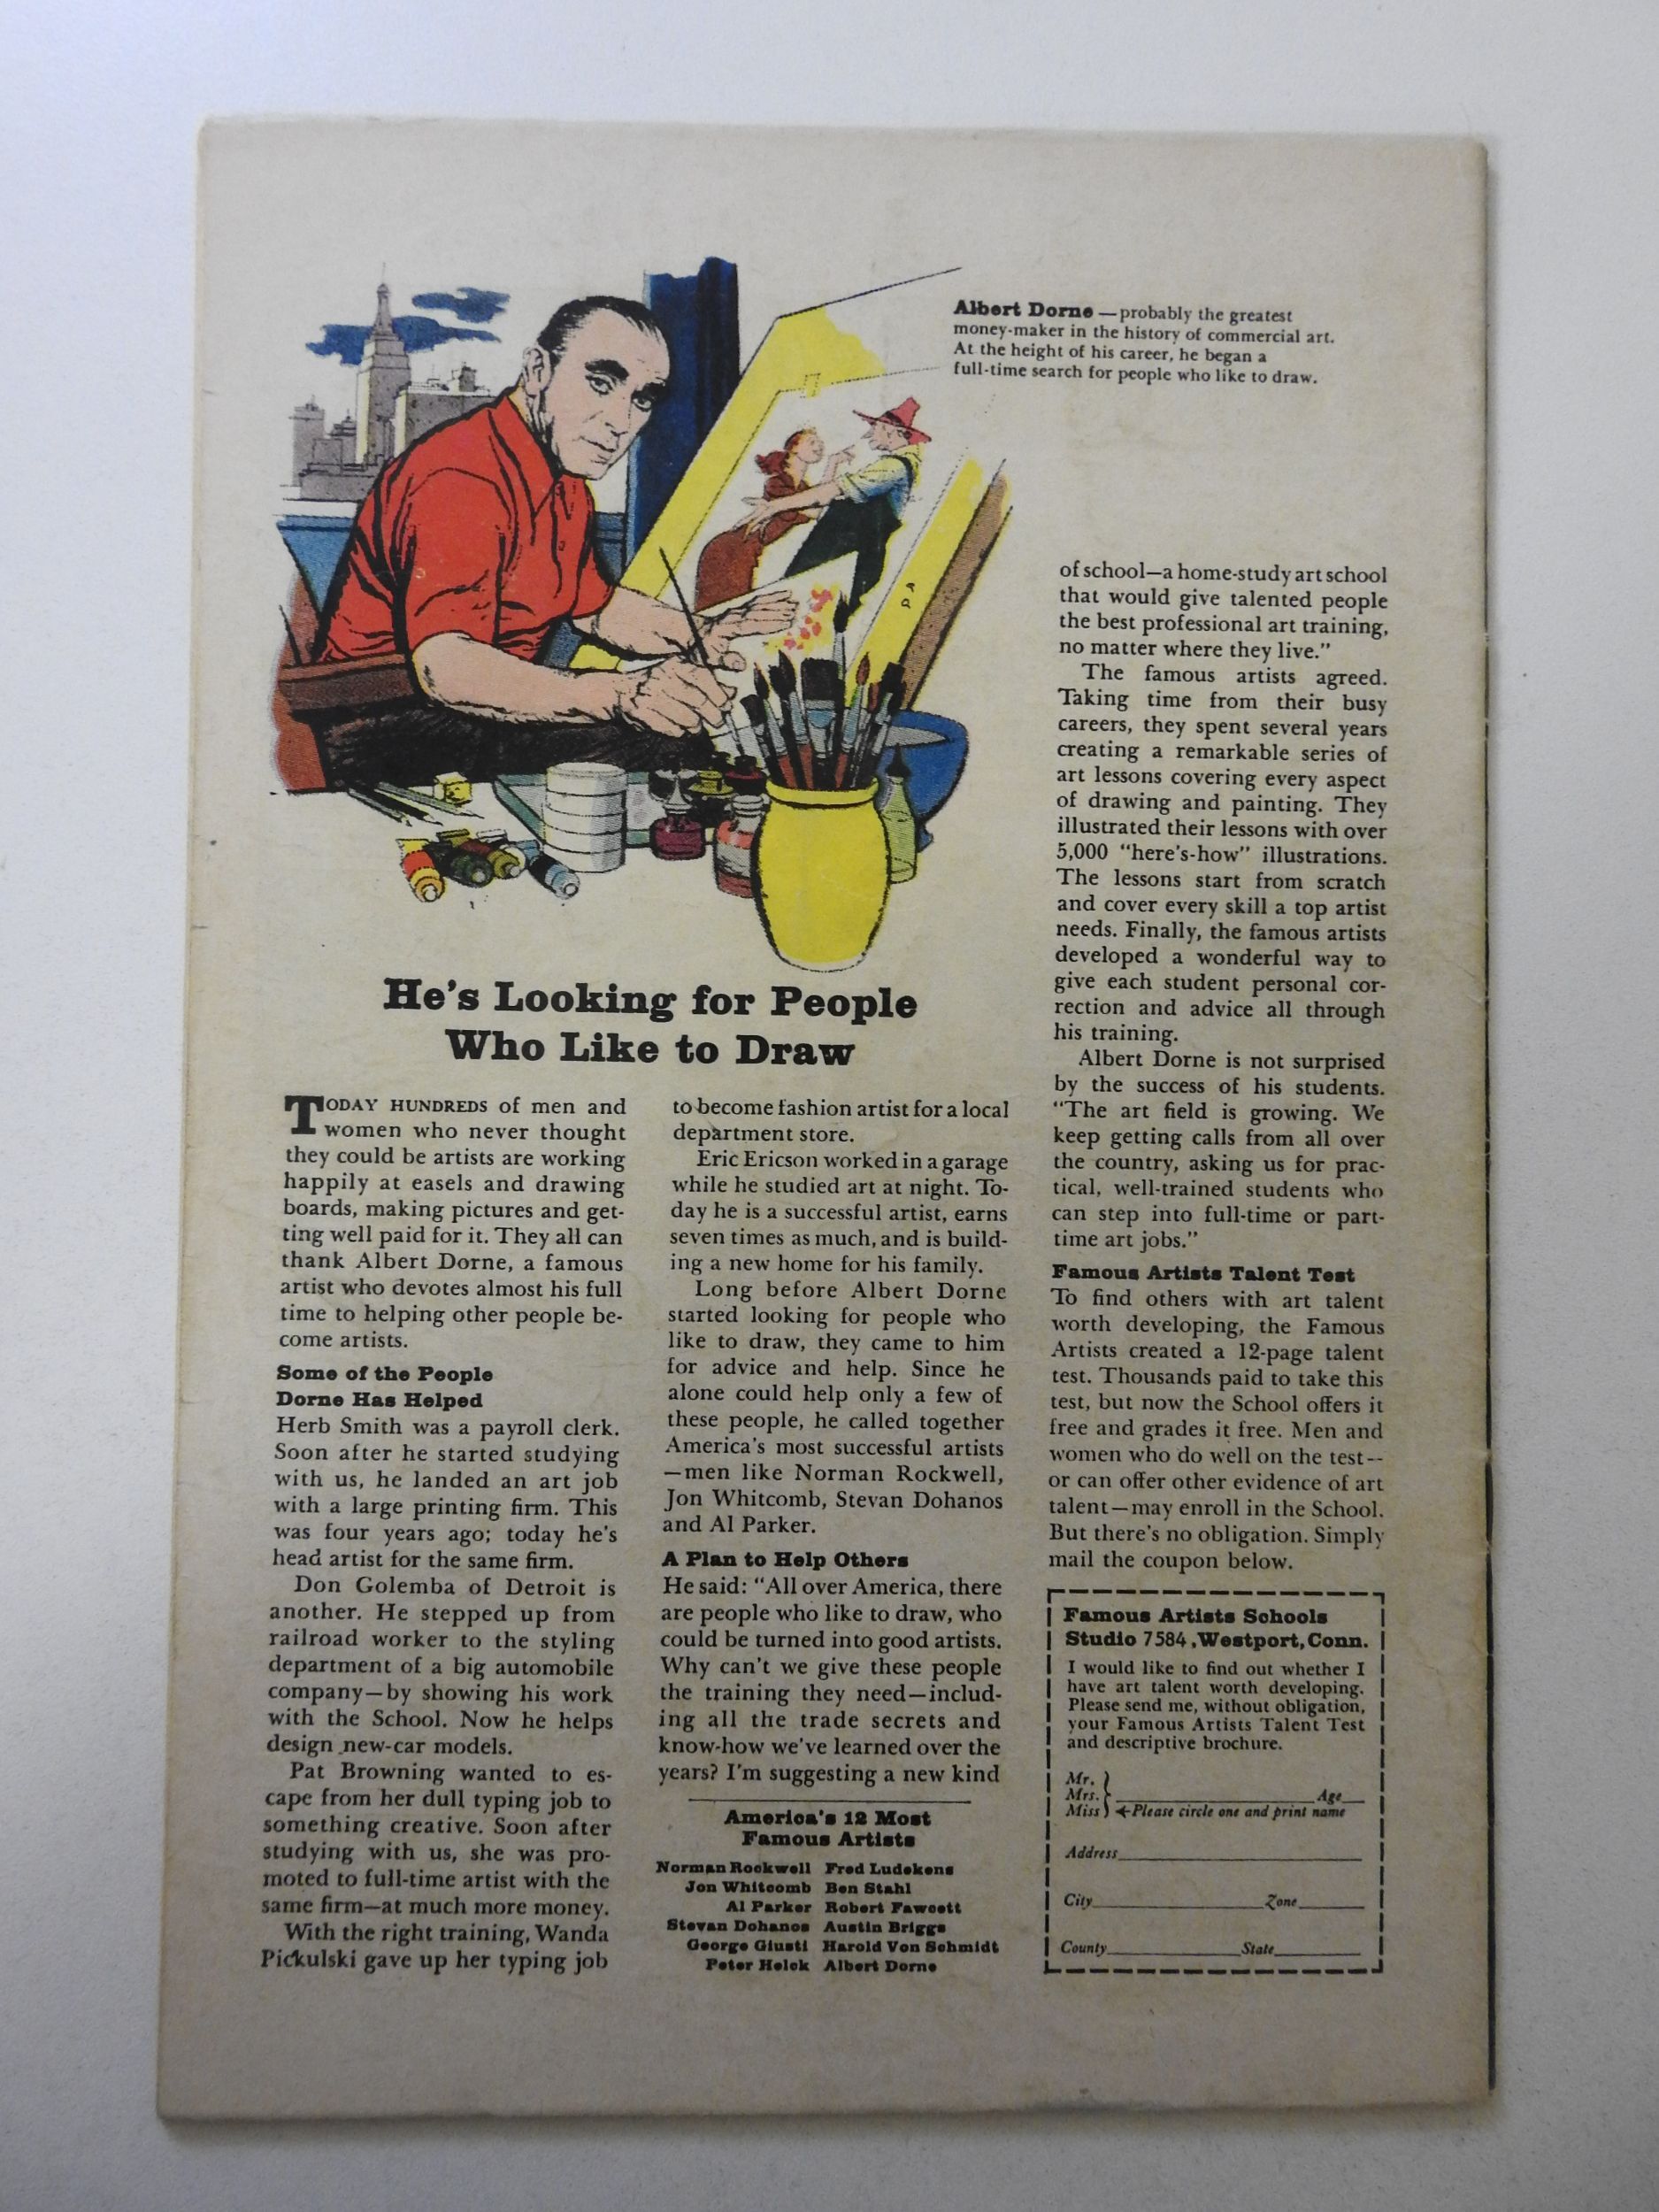 Albert Dorne — probably the greatest
money-maker in the history of commercial art.
At the height of his career, he began a
full-time search for people who like to draw.
He's Looking for People
Who Like to Draw
TODAY HUNDREDS of men and
women who never thought
they could be artists are working
happily at easels and drawing
boards, making pictures and get-
ting well paid for it. They all can
thank Albert Dorne, a famous
artist who devotes almost his full
time to helping other people be-
come artists.
Some of the People
Dorne Has Helped
Herb Smith was a payroll clerk.
Soon after he started studying
with us, he landed an art job
with a large printing firm. This
was four years ago; today he's
head artist for the same firm.
Don Golemba of Detroit is
another. He stepped up from
railroad worker to the styling
department of a big automobile
company—by showing his work
with the School. Now he helps
design new-car models.
Pat Browning wanted to es-
cape from her dull typing job to
something creative. Soon after
studying with us, she was pro-
moted to full-time artist with the
same firm—at much more money.
With the right training, Wanda
Pickulski gave up her typing job
to become fashion artist for a local
department store.
Eric Ericson worked in a garage
while he studied art at night. To-
day he is a successful artist, earns
seven times as much, and is build-
ing a new home for his family.
Long before Albert Dorne
started looking for people who
like to draw, they came to him
for advice and help. Since he
alone could help only a few of
these people, he called together
America's most successful artists
—men like Norman Rockwell,
Jon Whitcomb, Stevan Dohanos
and Al Parker.
A Plan to Help Others
He said: "All over America, there
are people who like to draw, who
could be turned into good artists.
Why can't we give these people
the training they need—includ-
ing all the trade secrets and
know-how we've learned over the
years? I'm suggesting a new kind
America's 12 Most
Famous Artists
Norman Rockwell Fred Ludekens
Jon Whitcomb Ben Stahl
Al Parker Robert Fawcett
Stevan Dohanos Austin Briggs
George Giusti Harold Von Schmidt
Peter Helck Albert Dorne
of school—a home-study art school
that would give talented people
the best professional art training,
no matter where they live."
The famous artists agreed.
Taking time from their busy
careers, they spent several years
creating a remarkable series of
art lessons covering every aspect
of drawing and painting. They
illustrated their lessons with over
5,000 "here's-how" illustrations.
The lessons start from scratch
and cover every skill a top artist
needs. Finally, the famous artists
developed a wonderful way to
give each student personal cor-
rection and advice all through
his training.
Albert Dorne is not surprised
by the success of his students.
"The art field is growing. We
keep getting calls from all over
the country, asking us for prac-
tical, well-trained students who
can step into full-time or part-
time art jobs."
Famous Artists Talent Test
To find others with art talent
worth developing, the Famous
Artists created a 12-page talent
test. Thousands paid to take this
test, but now the School offers it
free and grades it free. Men and
women who do well on the test--
or can offer other evidence of art
talent—may enroll in the School.
But there's no obligation. Simply
mail the coupon below.
Famous Artists Schools
Studio 7584, Westport, Conn.
I would like to find out whether I
have art talent worth developing.
Please send me, without obligation,
your Famous Artists Talent Test
and descriptive brochure.
Mr.
Mrs. Age
Miss ←Please circle one and print name
Address
City Zone
County State